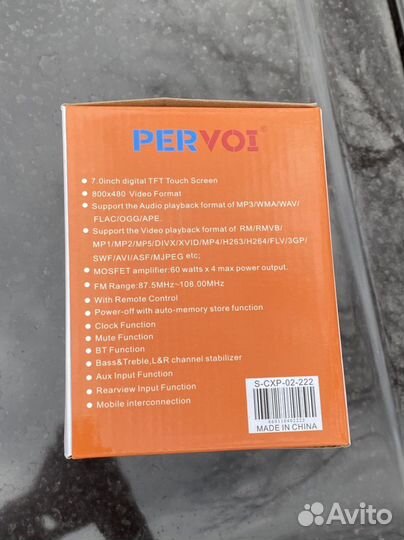 PERVOI
7.0inch digital TFT Touch Screen
800x480 Video Format
Support the Audio playback format of MP3/WMA/WAV/
FLAC/OGG/APE.
Support the Video playback format of RM/RMVB/
MP1/MP2/MP5/DIVX/XVID/MP4/H263/H264/FLV/3GP/
SWF/AVI/ASF/MJPEG etc;
MOSFET amplifier:60 watts x 4 max power output.
FM Range:87.5MHz~108.00MHz
With Remote Control
Power-off with auto-memory store function
Clock Function
Mute Function
BT Function
Bass&Treble,L&R channel stabilizer
Aux Input Function
Rearview Input Function
Mobile interconnection
S-CXP-02-222
MADE IN CHINA
Avito